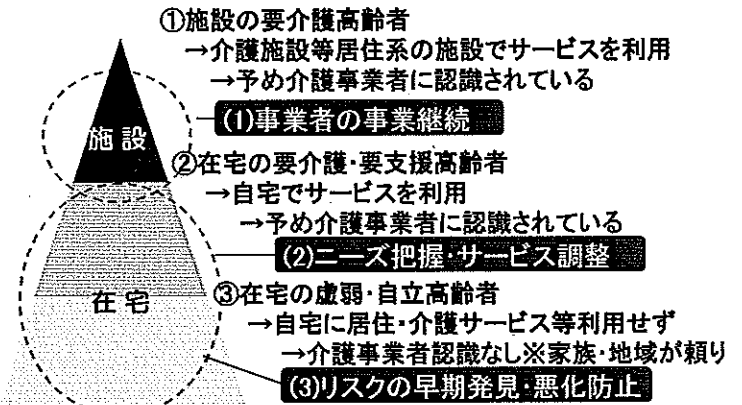 ①施設の要介護高齢者
→介護施設等居住系の施設でサービスを利用
→予め介護事業者に認識されている
(1)事業者の事業継続
施設
②在宅の要介護・要支援高齢者
→自宅でサービスを利用
→予め介護事業者に認識されている
(2)ニーズ把握・サービス調整
在宅
③在宅の虚弱・自立高齢者
→自宅に居住・介護サービス等利用せず
→介護事業者認識なし※家族・地域が頼り
(3)リスクの早期発見・悪化防止